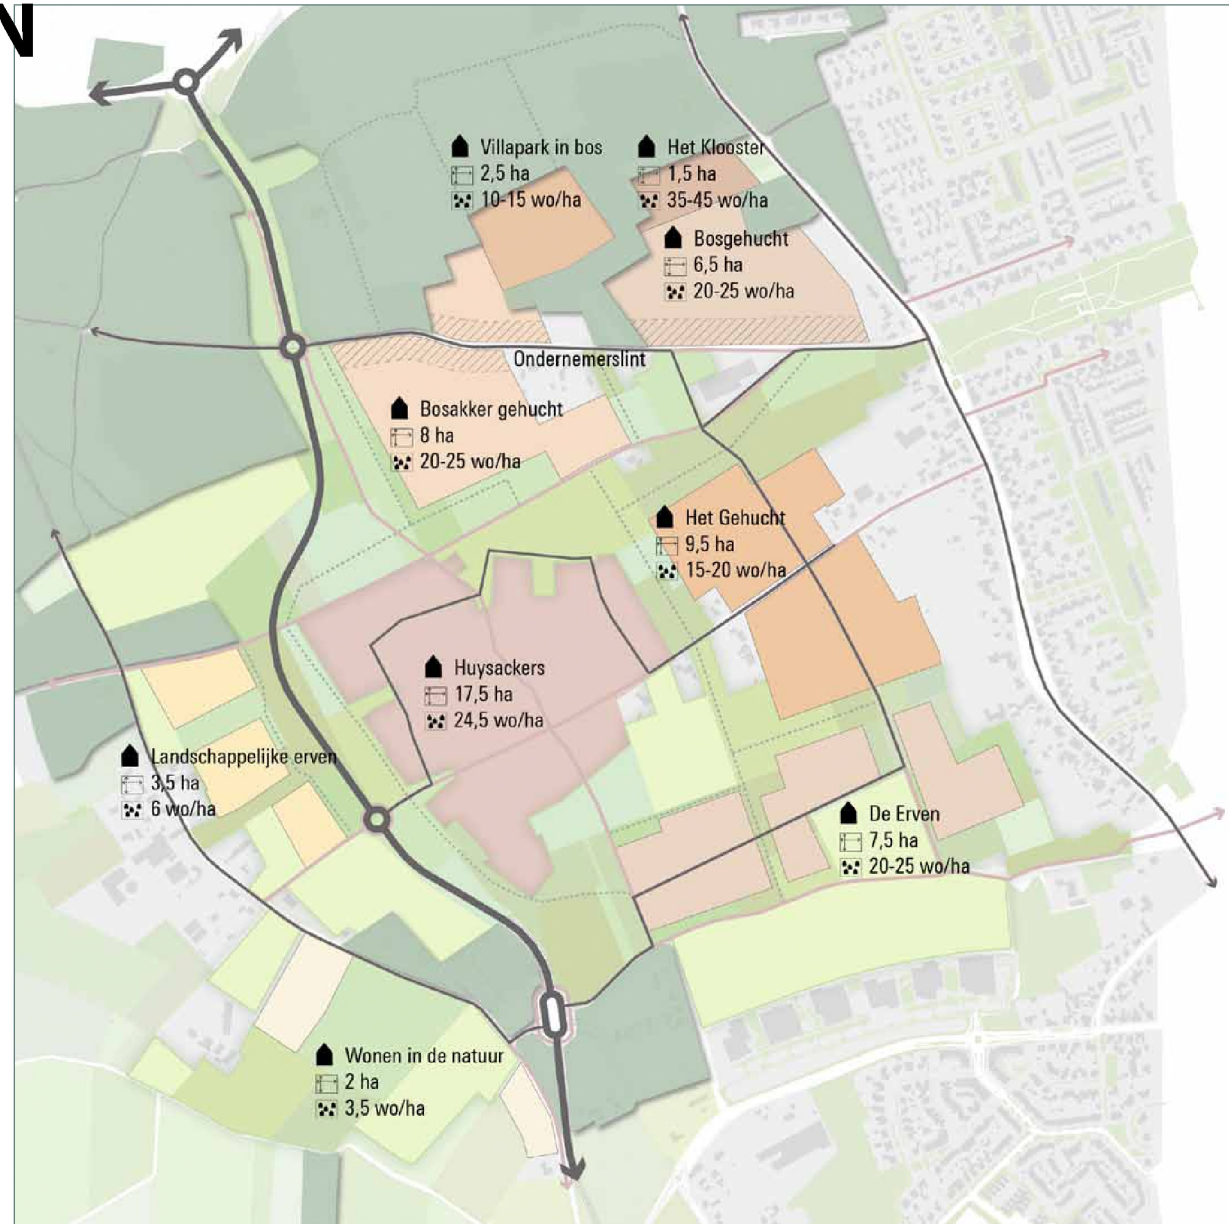 N
Villapark in bos
2,5 ha
10-15 wo/ha
Het Klooster
1,5 ha
35-45 wo/ha
Bosgehucht
6,5 ha
20-25 wo/ha
Ondernemerslint
Bosakker gehucht
8 ha
20-25 wo/ha
Het Gehucht
9,5 ha
15-20 wo/ha
Huysackers
17,5 ha
24,5 wo/ha
Landschappelijke erven
3,5 ha
6 wo/ha
De Erven
7,5 ha
20-25 wo/ha
Wonen in de natuur
2 ha
3,5 wo/ha